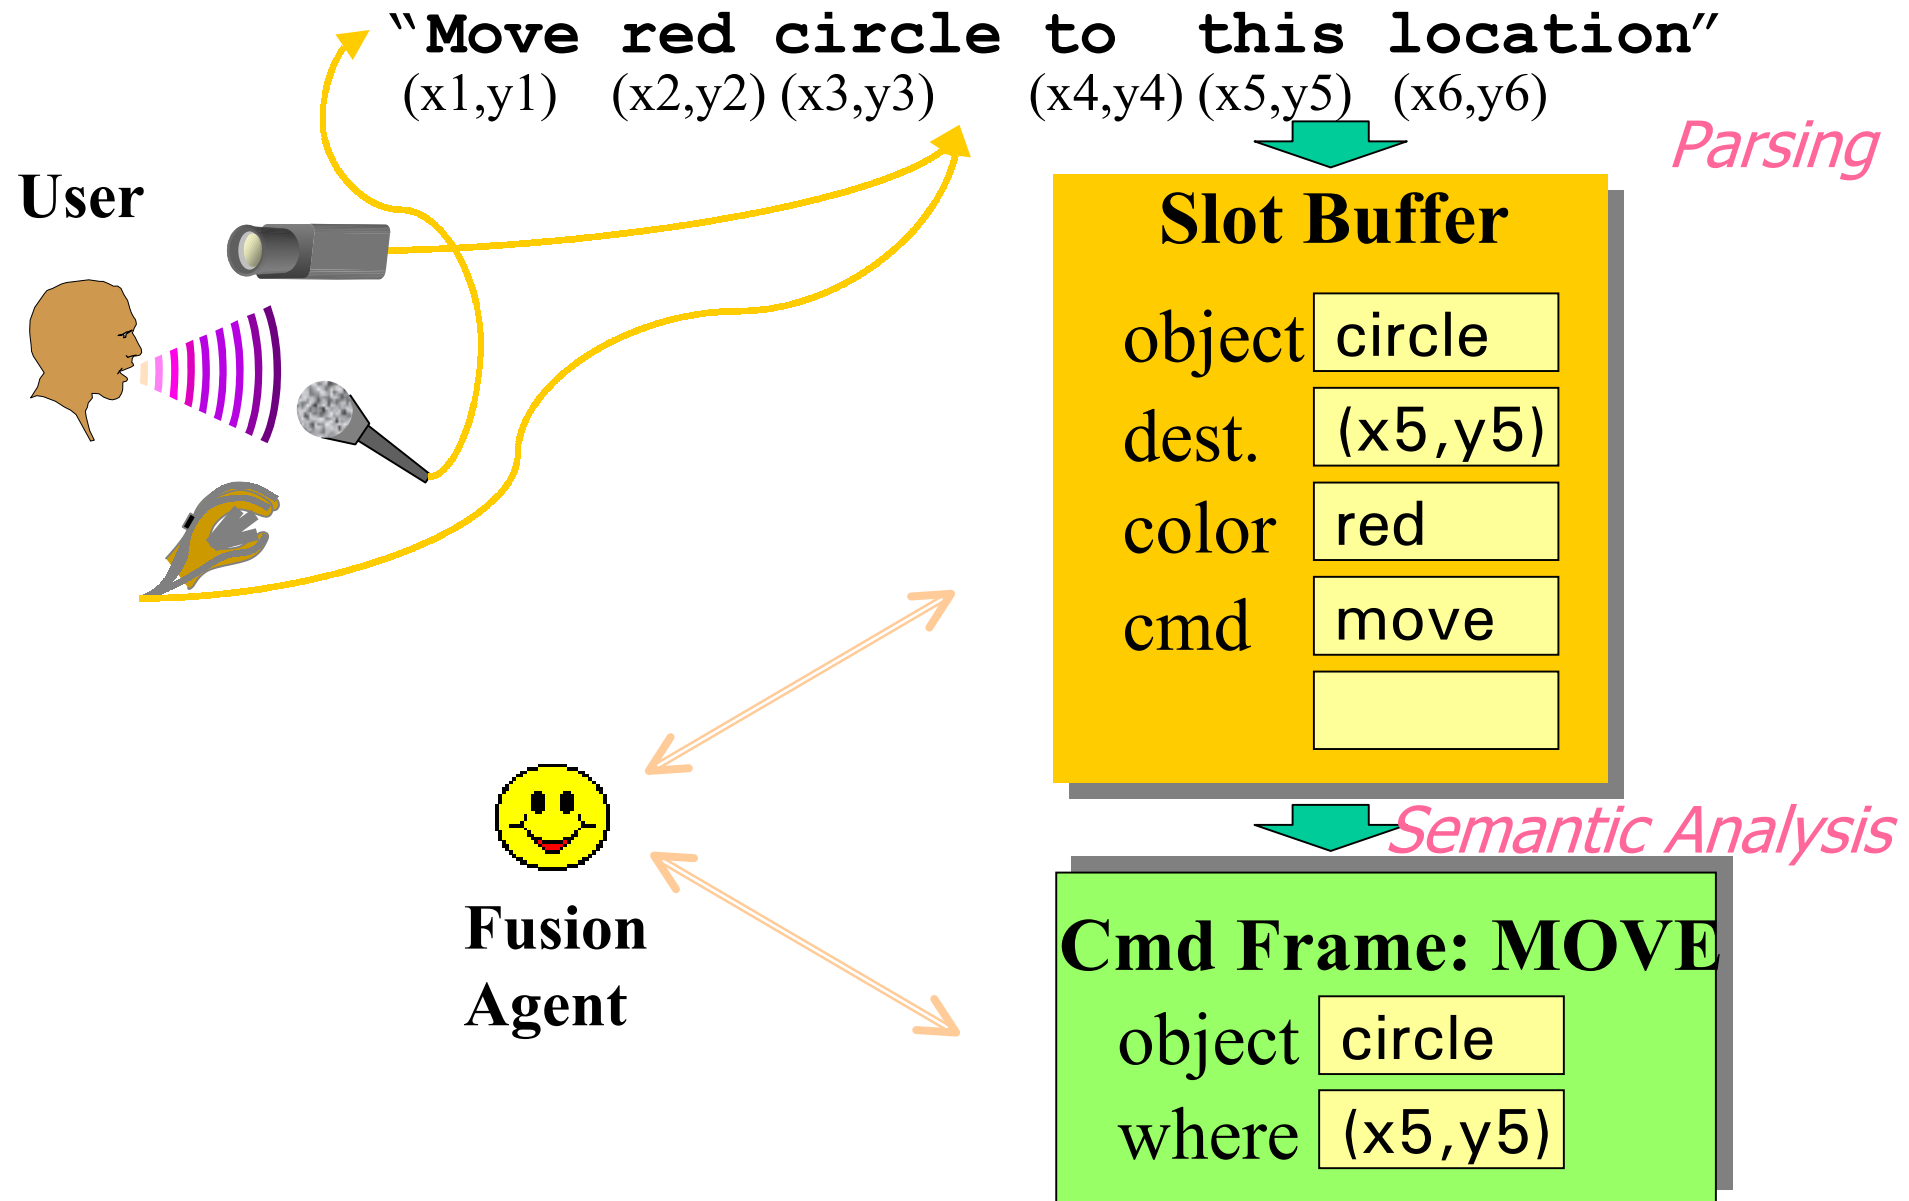 “Move red circle to this location”
(x1,y1) (x2,y2) (x3,y3) (x4,y4) (x5,y5) (x6,y6)
Parsing
User
Slot Buffer
object circle
dest. (x5,y5)
color red
cmd move
Semantic Analysis
Fusion
Agent
Cmd Frame: MOVE
object circle
where (x5,y5)